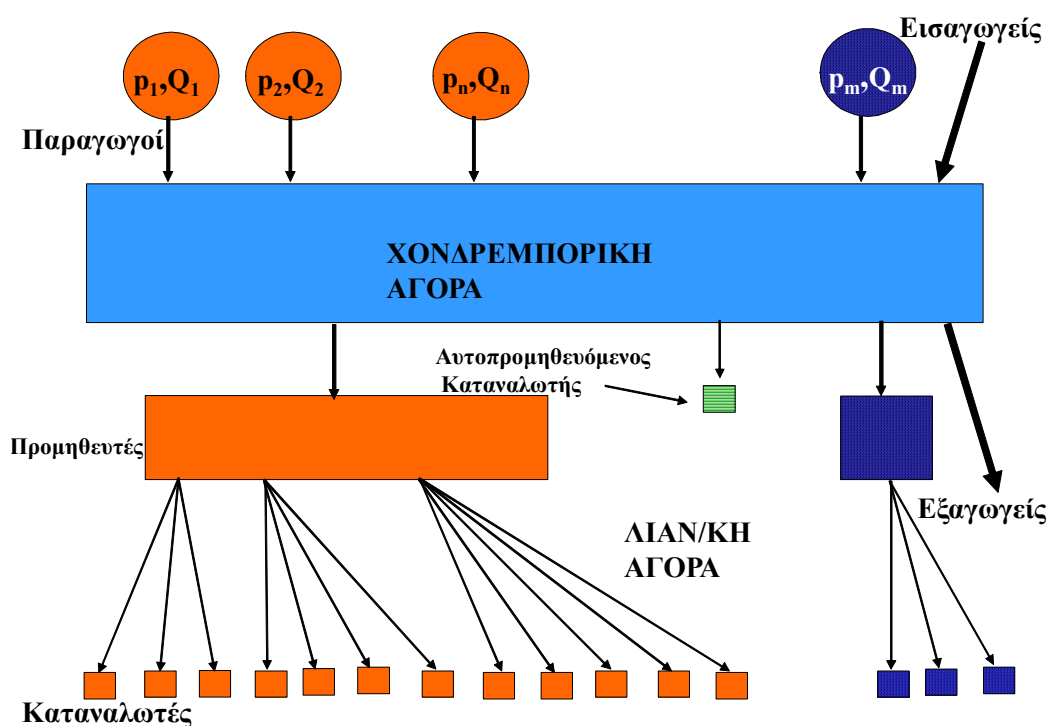 Εισαγωγείς
p₁,Q₁
p₂,Q₂
pₙ,Qₙ
pₘ,Qₘ
Παραγωγοί
ΧΟΝΔΡΕΜΠΟΡΙΚΗ
ΑΓΟΡΑ
Αυτοπρομηθευόμενος
Καταναλωτής
Προμηθευτές
Εξαγωγείς
ΛΙΑΝ/ΚΗ
ΑΓΟΡΑ
Καταναλωτές